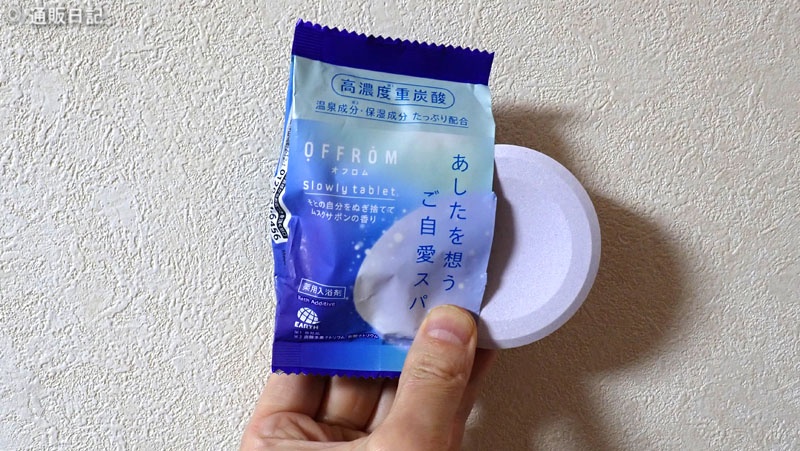 © 通販日記
高濃度重炭酸
温泉成分・保湿成分 たっぷり配合
OFFRÓM
オフロム
Slowly tablet.
今との自分をぬぎ捨てて
ムスクサボンの香り
あしたを想う
ご自愛スパ
薬用入浴剤
Bath Additive
EARTH